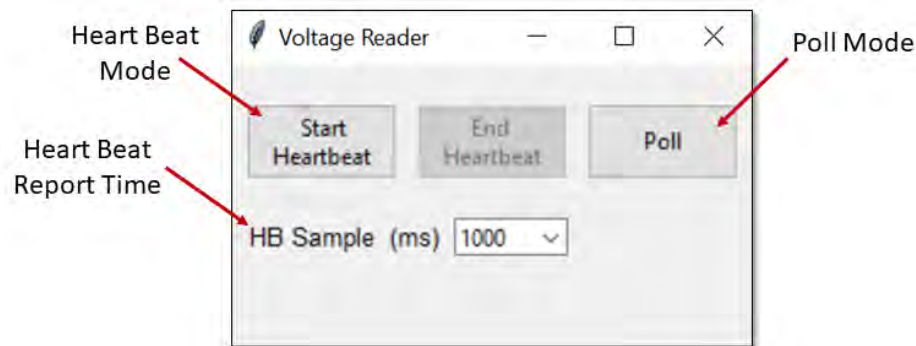 Heart Beat
Mode
Voltage Reader
Poll Mode
Start
Heartbeat
End
Heartbeat
Poll
Heart Beat
Report Time
HB Sample (ms) 1000